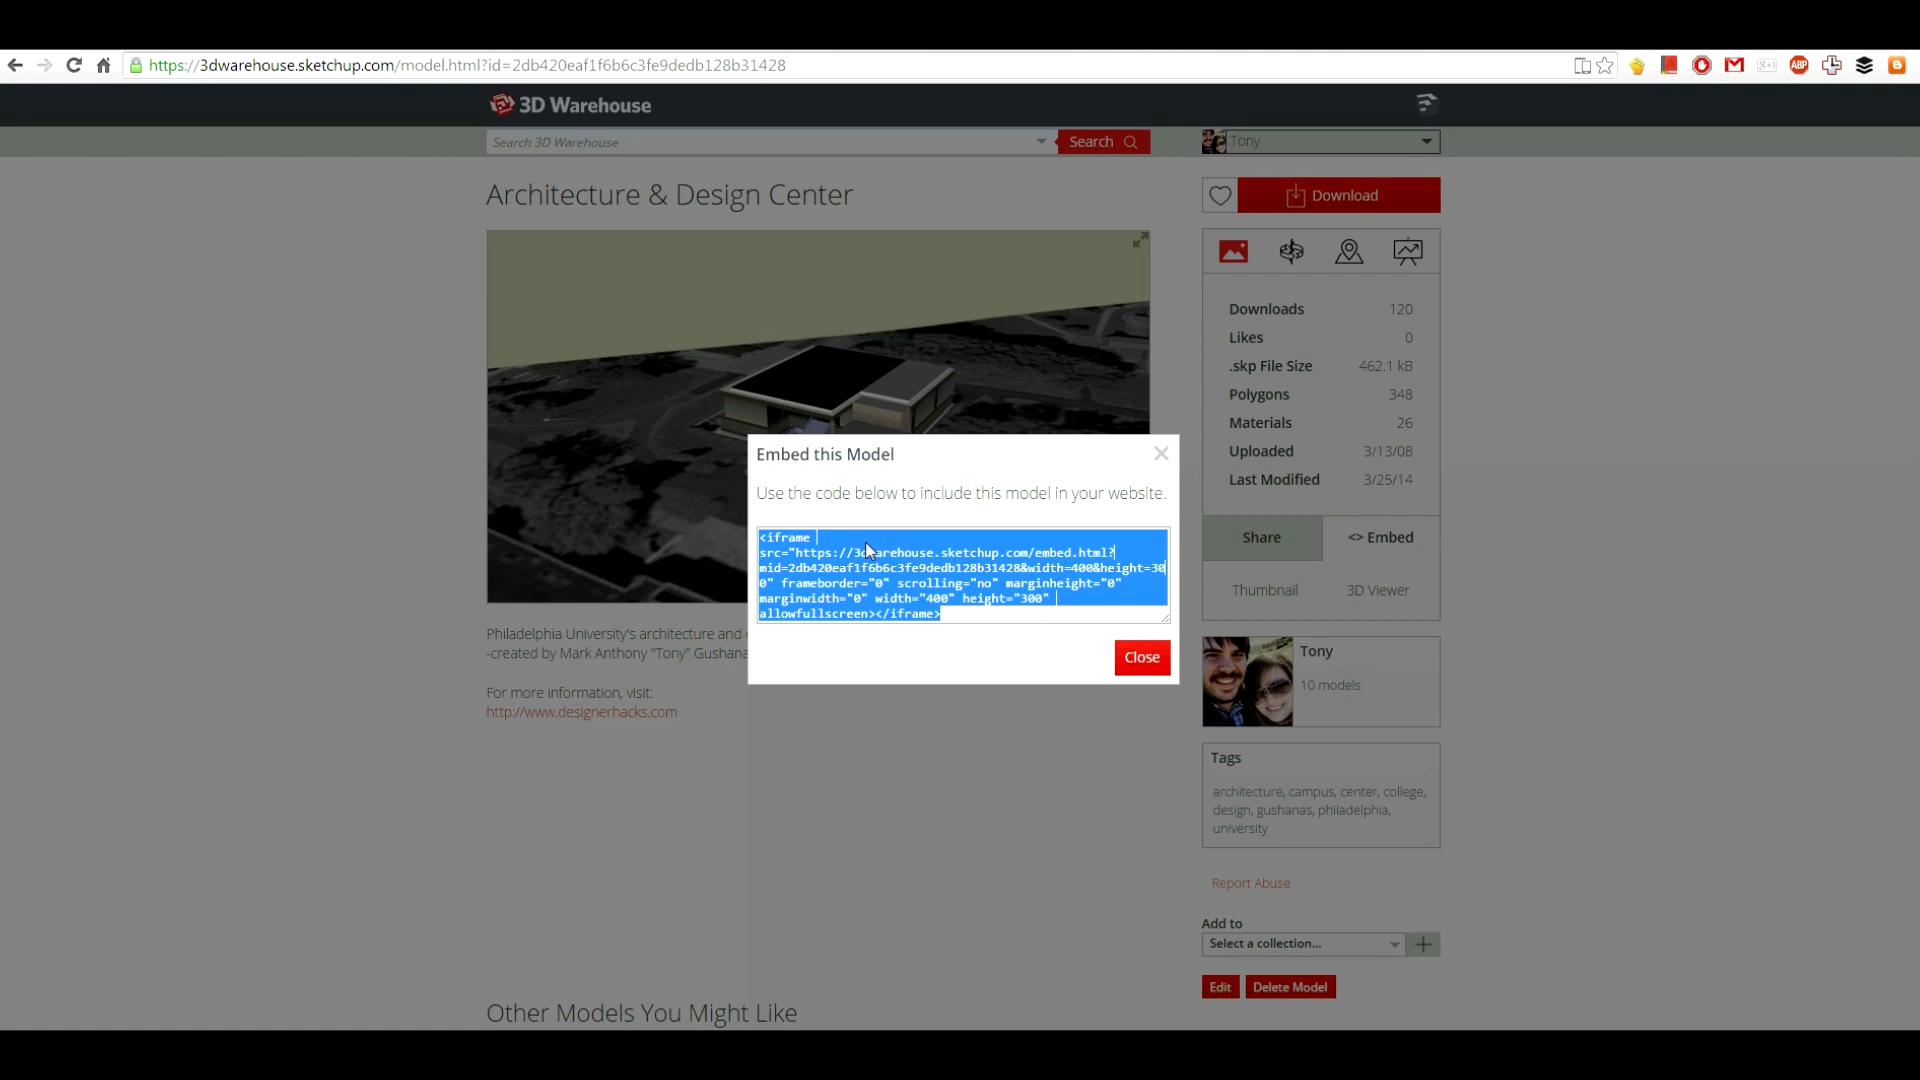 https://3dwarehouse.sketchup.com/model.html?id=2db420eaf1f6b6c3fe9dedb128b31428
8+1
ABP
3D Warehouse
Search 3D Warehouse
Search
Tony
Architecture & Design Center
Download
Downloads 120
Likes 0
.skp File Size 462.1 kB
Polygons 348
Materials 26
Uploaded 3/13/08
Last Modified 3/25/14
Share
<> Embed
Thumbnail
3D Viewer
Embed this Model
Use the code below to include this model in your website.
<iframe
src="https://3dwarehouse.sketchup.com/embed.html?
mid=2db420eaf1f6b6c3fe9dedb128b31428&width=400&height=30
0" frameborder="0" scrolling="no" marginheight="0"
marginwidth="0" width="400" height="300"
allowfullscreen></iframe>
Close
Philadelphia University's architecture and
-created by Mark Anthony "Tony" Gushana
For more information, visit:
http://www.designerhacks.com
Tony
10 models
Tags
architecture, campus, center, college,
design, gushanas, philadelphia,
university
Report Abuse
Add to
Select a collection...
Edit
Delete Model
Other Models You Might Like